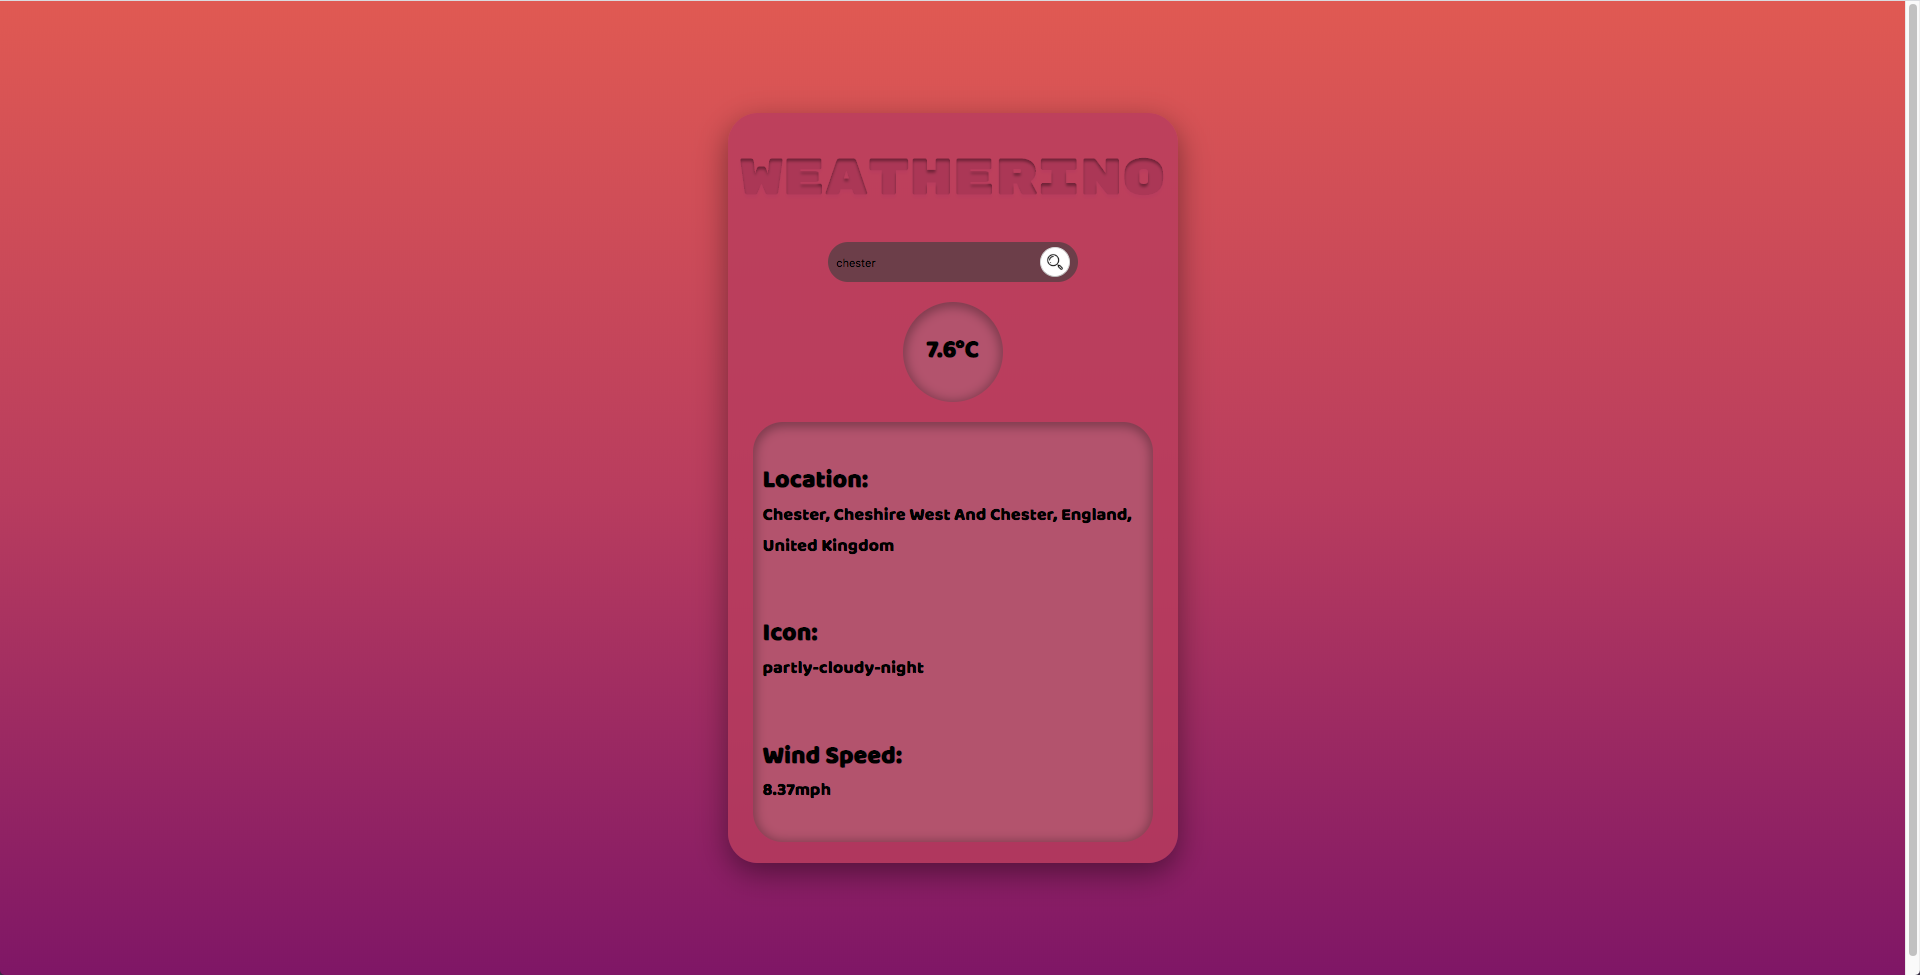 WEATHERINO
chester
7.6°C
Location:
Chester, Cheshire West And Chester, England,
United Kingdom
Icon:
partly-cloudy-night
Wind Speed:
8.37mph